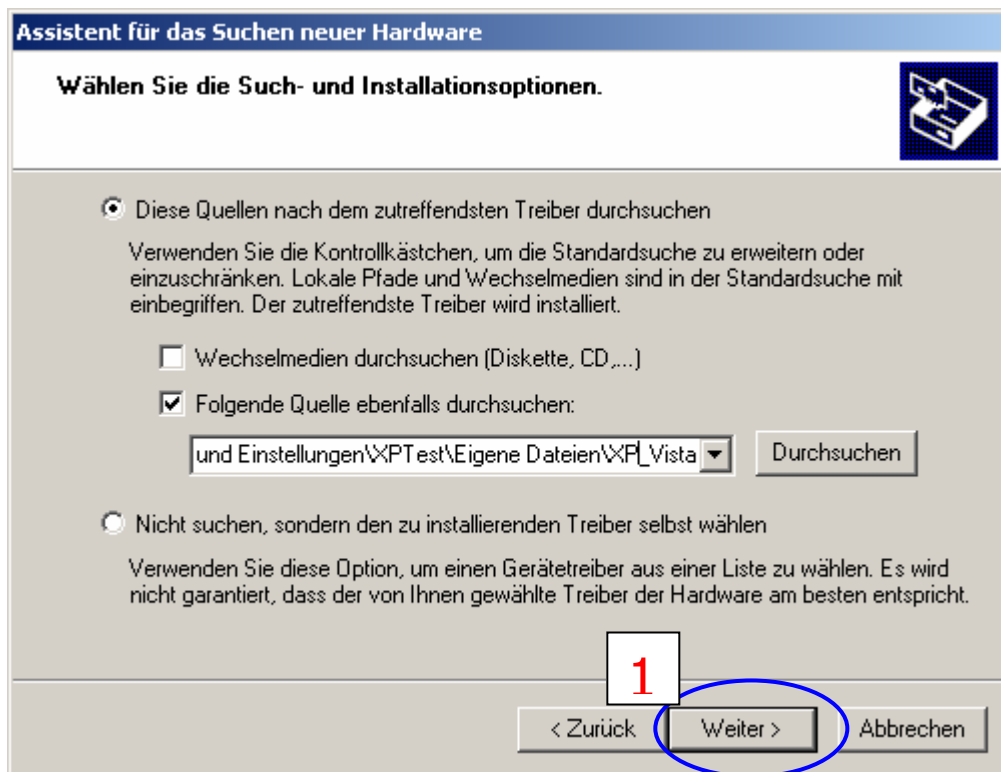 Assistent für das Suchen neuer Hardware
Wählen Sie die Such- und Installationsoptionen.
Diese Quellen nach dem zutreffendsten Treiber durchsuchen
Verwenden Sie die Kontrollkästchen, um die Standardsuche zu erweitern oder
einzuschränken. Lokale Pfade und Wechselmedien sind in der Standardsuche mit
einbegriffen. Der zutreffendste Treiber wird installiert.
Wechselmedien durchsuchen (Diskette, CD,...)
Folgende Quelle ebenfalls durchsuchen:
und Einstellungen\XPTest\Eigene Dateien\XP_Vista
Durchsuchen
Nicht suchen, sondern den zu installierenden Treiber selbst wählen
Verwenden Sie diese Option, um einen Gerätetreiber aus einer Liste zu wählen. Es wird
nicht garantiert, dass der von Ihnen gewählte Treiber der Hardware am besten entspricht.
1
< Zurück
Weiter >
Abbrechen